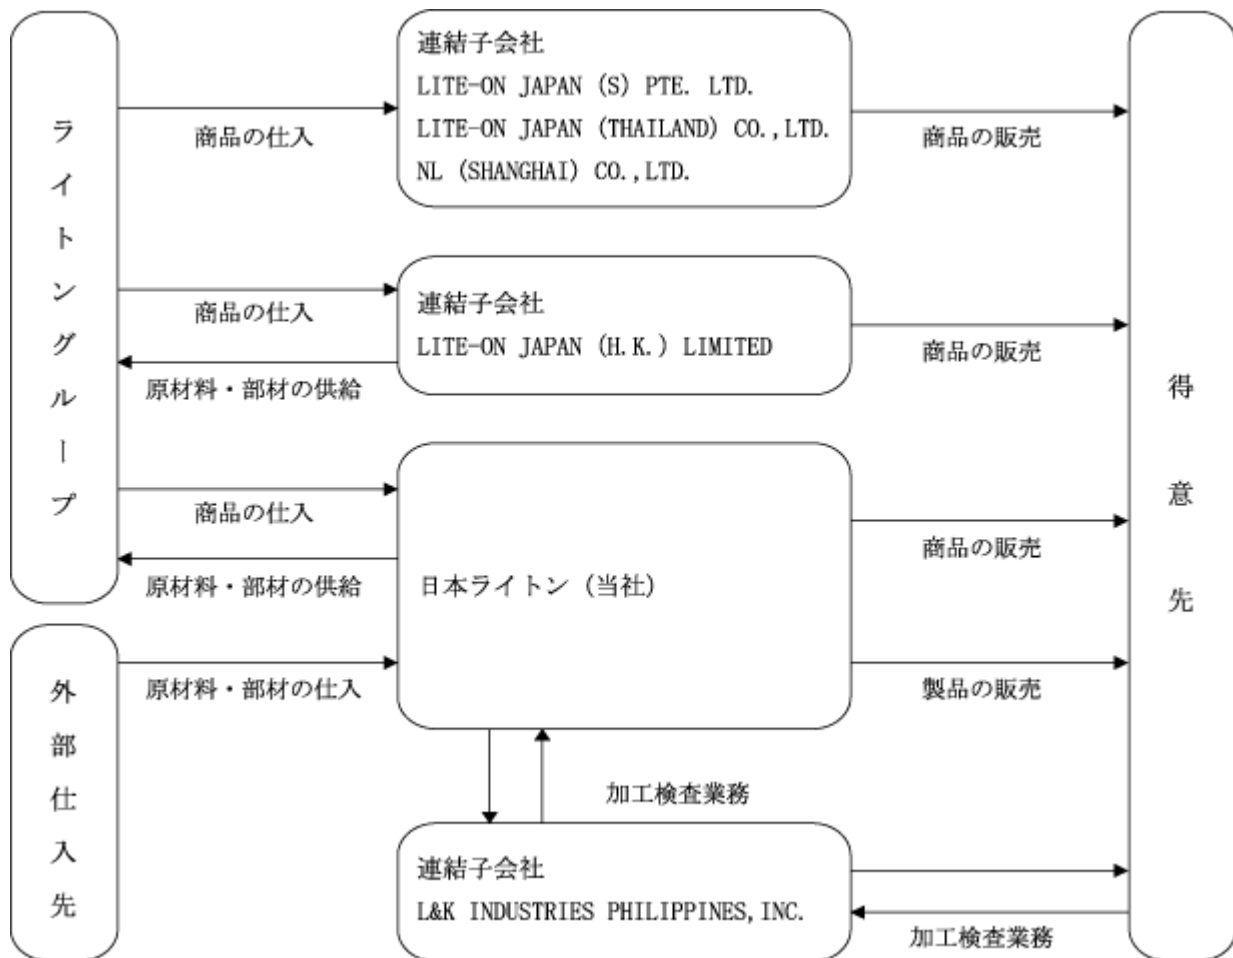 ライトングループ
商品の仕入
連結子会社
LITE-ON JAPAN (S) PTE. LTD.
LITE-ON JAPAN (THAILAND) CO.,LTD.
NL (SHANGHAI) CO.,LTD.
商品の販売
商品の仕入
原材料・部材の供給
連結子会社
LITE-ON JAPAN (H.K.) LIMITED
商品の販売
得意先
商品の仕入
原材料・部材の供給
日本ライトン (当社)
商品の販売
外部仕入先
原材料・部材の仕入
製品の販売
加工検査業務
連結子会社
L&K INDUSTRIES PHILIPPINES,INC.
加工検査業務